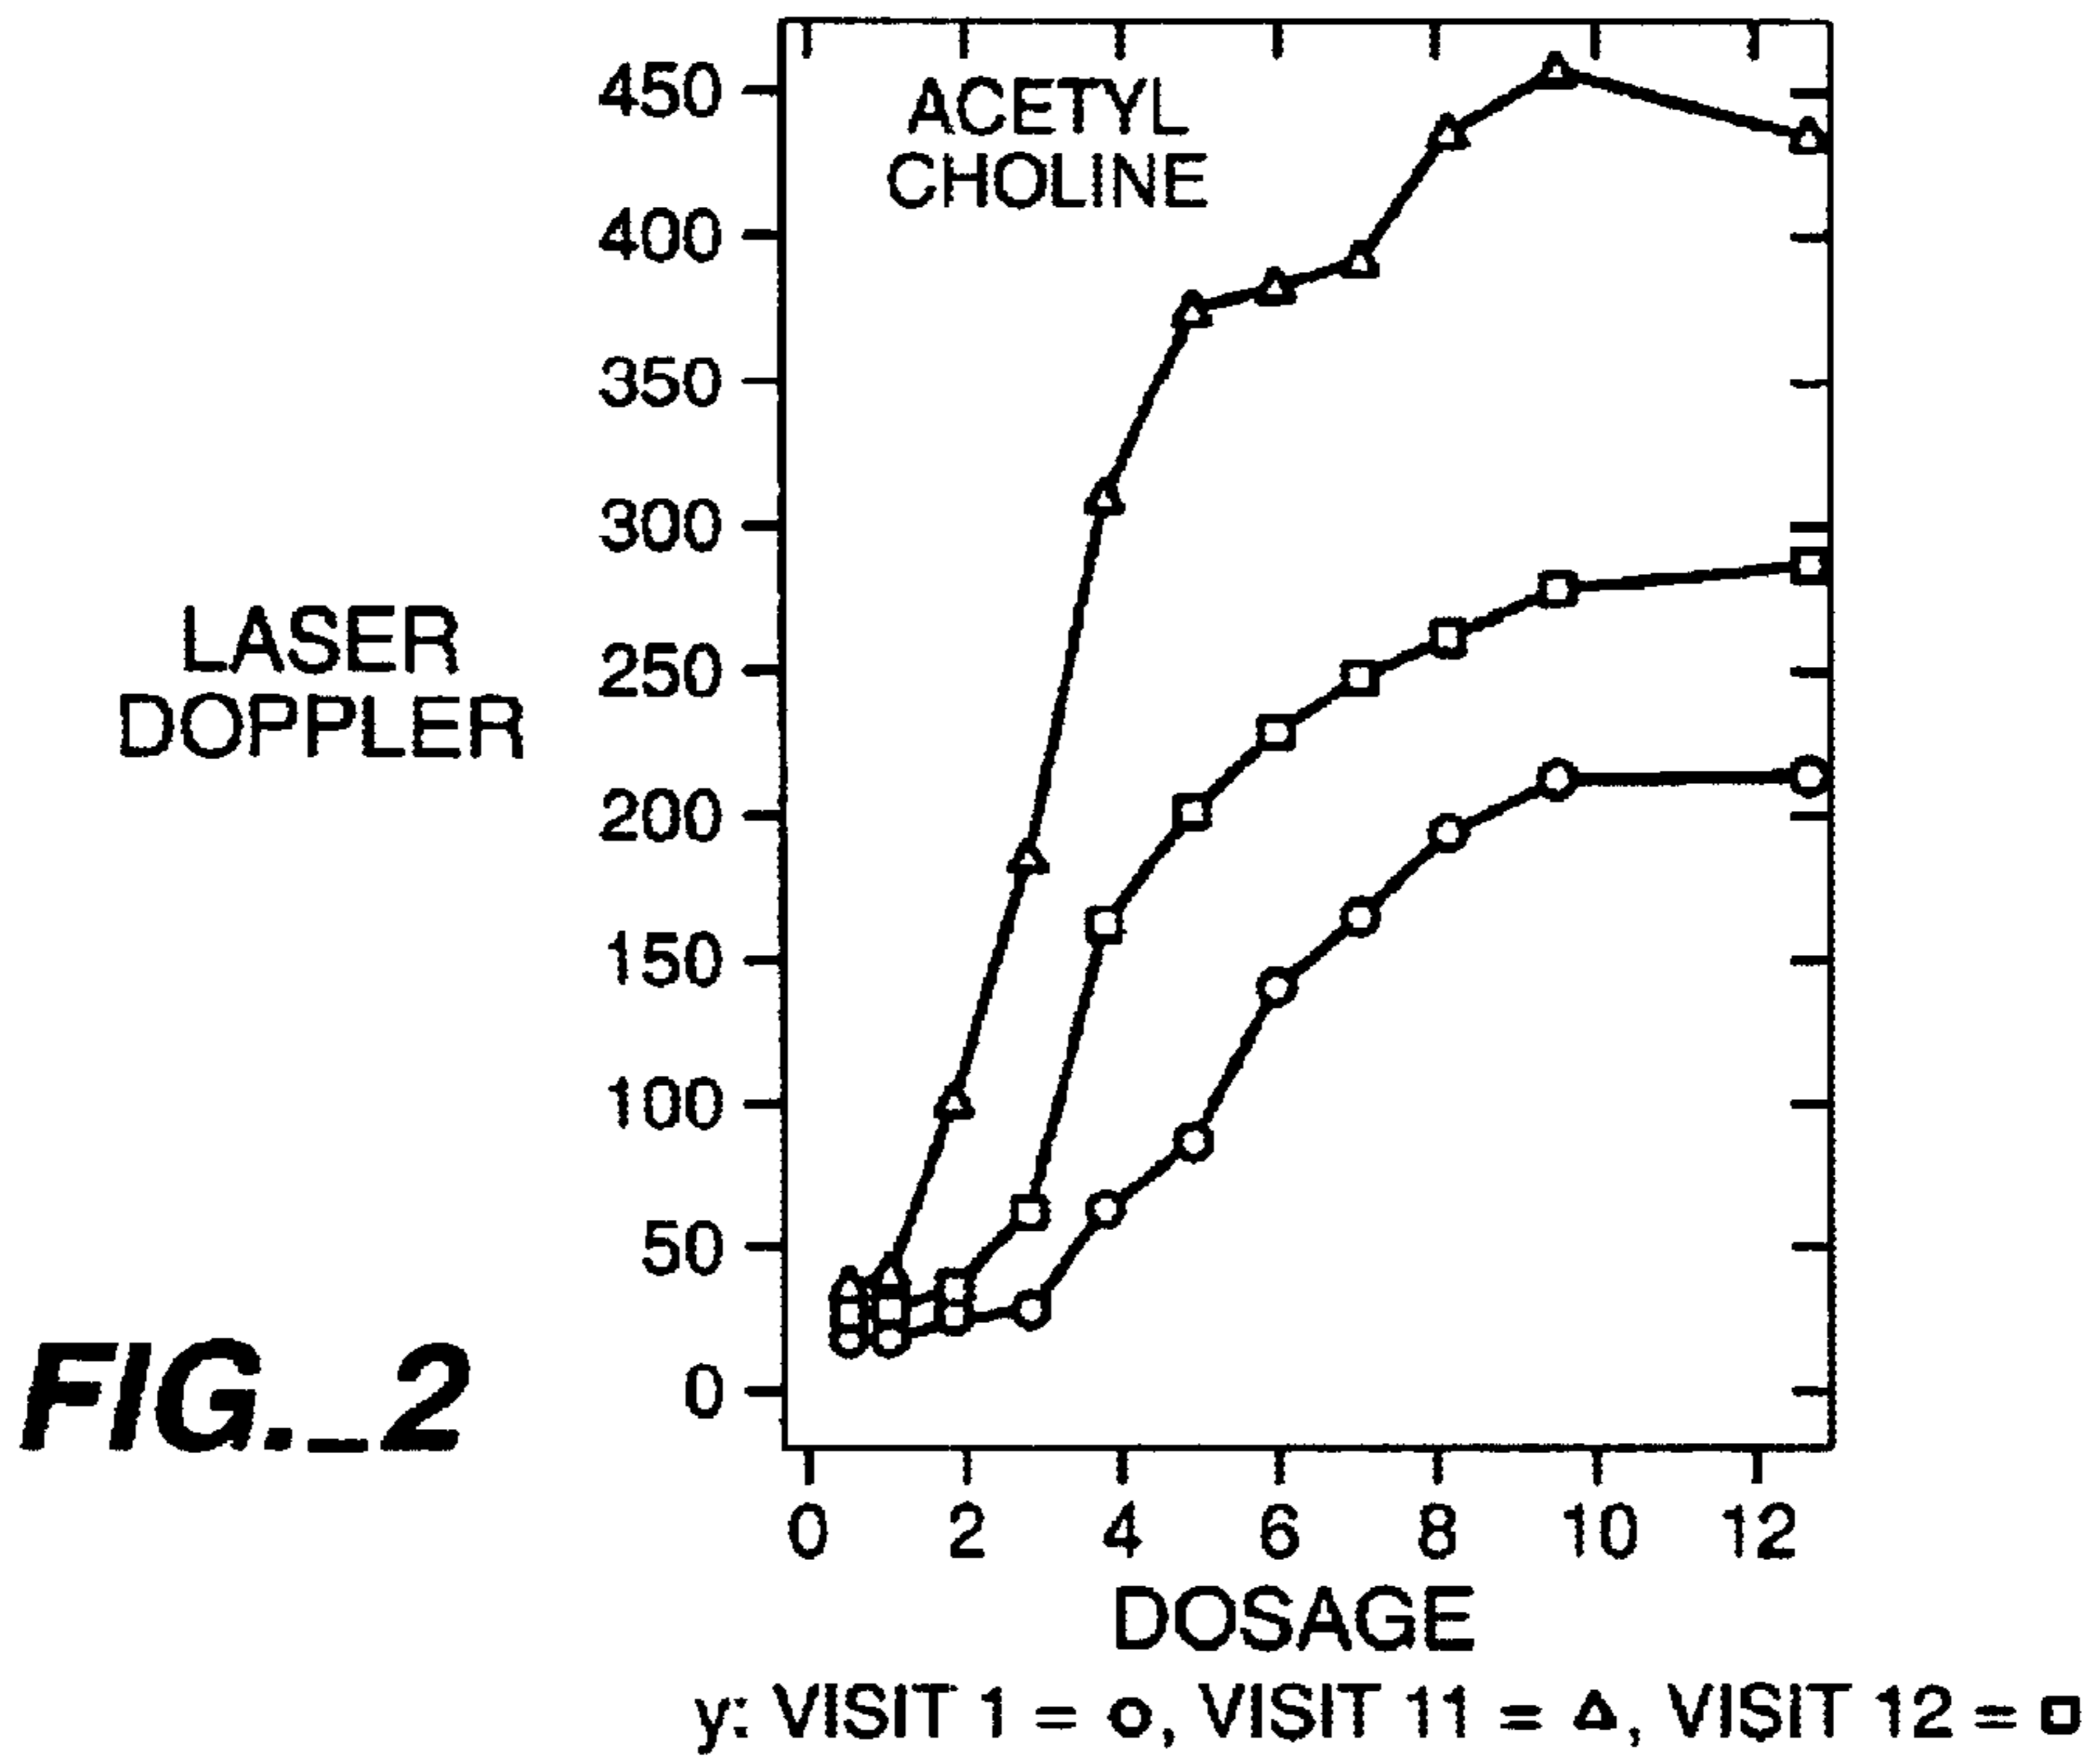 ACETYL
CHOLINE
450
400
350
300
250
200
150
100
50
0
LASER
DOPPLER
FIG._2
0 2 4 6 8 10 12
DOSAGE
y: VISIT 1 = o, VISIT 11 = Δ, VISIT 12 = □